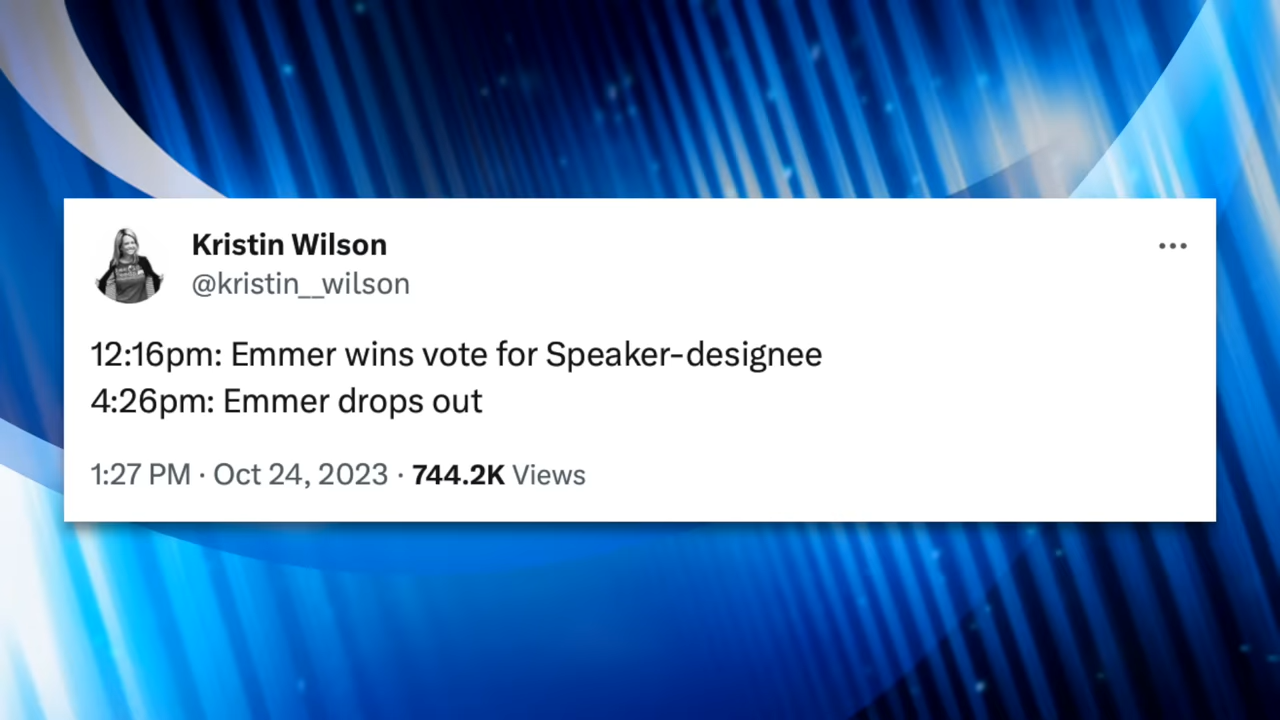 Kristin Wilson
@kristin__wilson
12:16pm: Emmer wins vote for Speaker-designee
4:26pm: Emmer drops out
1:27 PM · Oct 24, 2023 · 744.2K Views